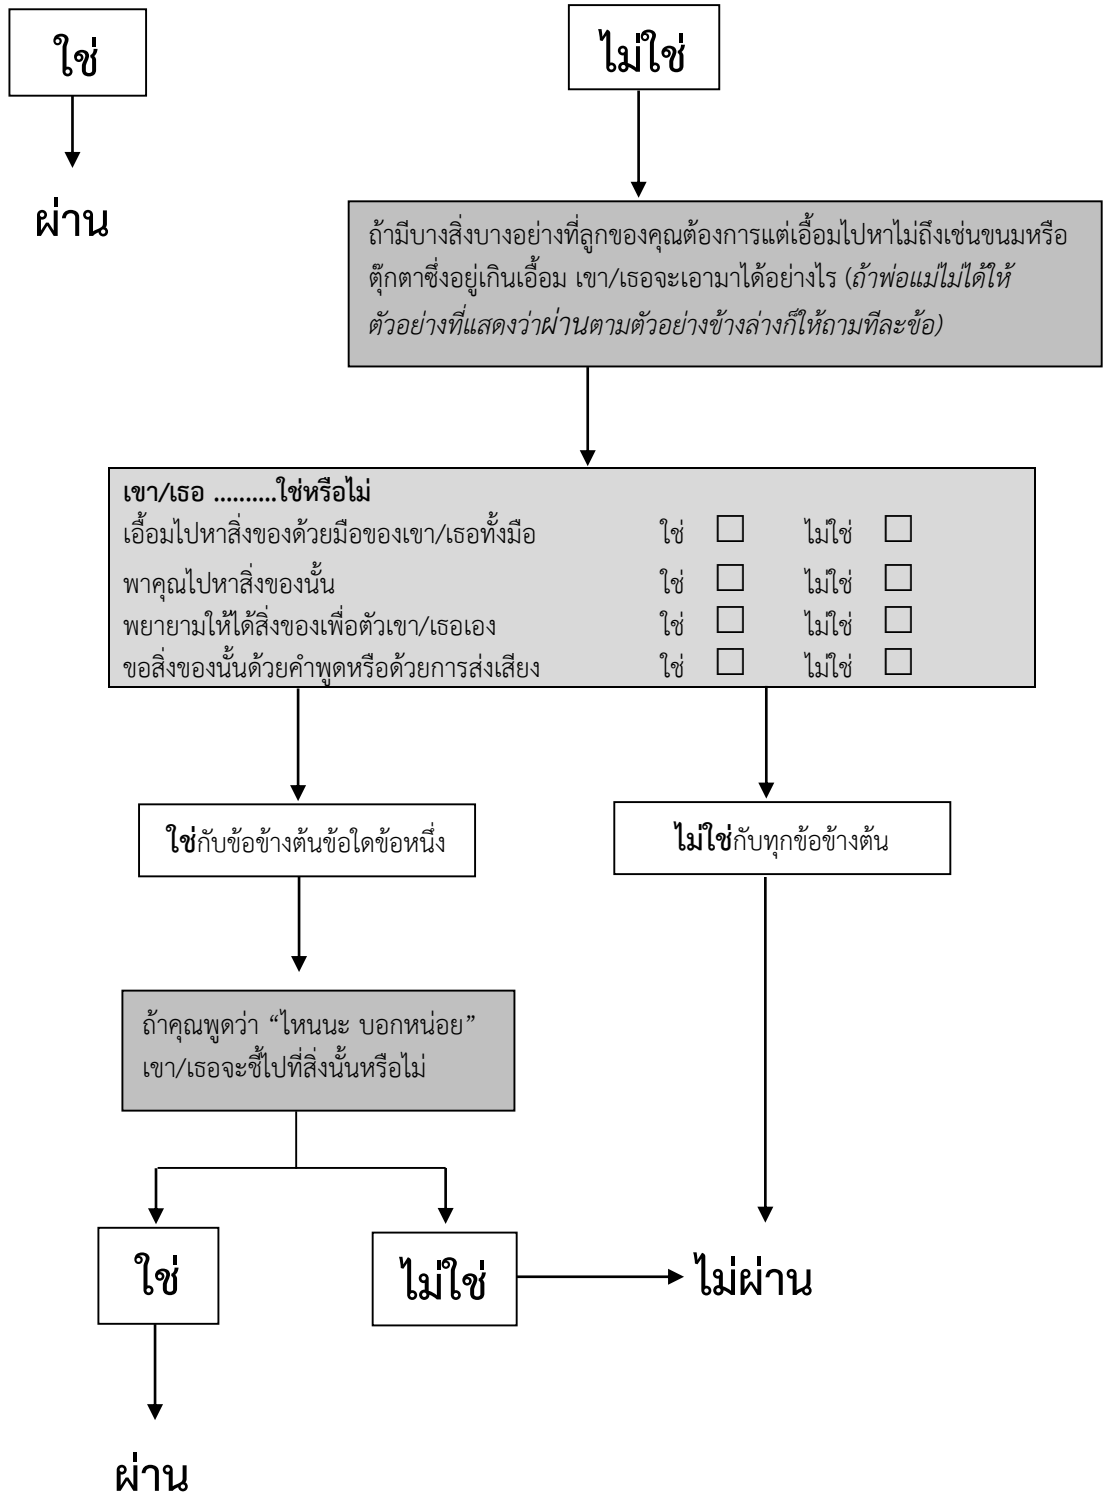 ใช่
ไม่ใช่
ผ่าน
ถ้ามีบางสิ่งบางอย่างที่ลูกของคุณต้องการแต่เอื้อมไปหาไม่ถึงเช่นขนมหรือ
ตุ๊กตาซึ่งอยู่เกินเอื้อม เขา/เธอจะเอามาได้อย่างไร (ถ้าพ่อแม่ไม่ได้ให้
ตัวอย่างที่แสดงว่าผ่านตามตัวอย่างข้างล่างก็ให้ถามทีละข้อ)
เขา/เธอ ..........ใช่หรือไม่
เอื้อมไปหาสิ่งของด้วยมือของเขา/เธอทั้งมือ ใช่ □ ไม่ใช่ □
พาคุณไปหาสิ่งของนั้น ใช่ □ ไม่ใช่ □
พยายามให้ได้สิ่งของเพื่อตัวเขา/เธอเอง ใช่ □ ไม่ใช่ □
ขอสิ่งของนั้นด้วยคำพูดหรือด้วยการส่งเสียง ใช่ □ ไม่ใช่ □
ใช่กับข้อข้างต้นข้อใดข้อหนึ่ง
ไม่ใช่กับทุกข้อข้างต้น
ถ้าคุณพูดว่า “ไหนนะ บอกหน่อย”
เขา/เธอจะชี้ไปที่สิ่งนั้นหรือไม่
ใช่
ไม่ใช่
ไม่ผ่าน
ผ่าน